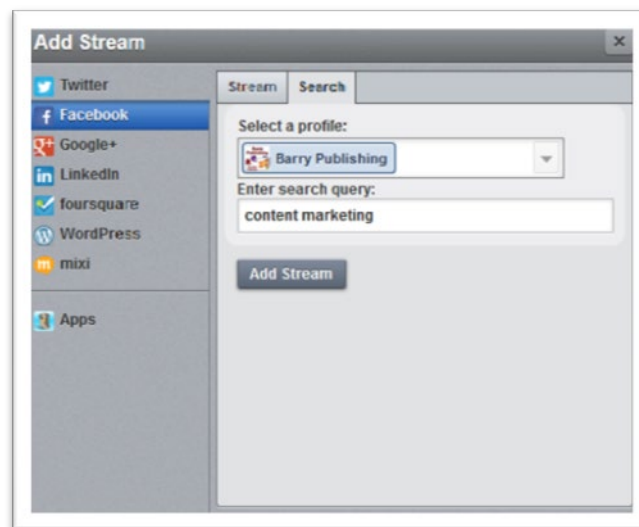 Add Stream
Twitter
Facebook
Google+
LinkedIn
foursquare
WordPress
mixi
Apps
Stream
Search
Select a profile:
Barry Publishing
Enter search query:
content marketing
Add Stream